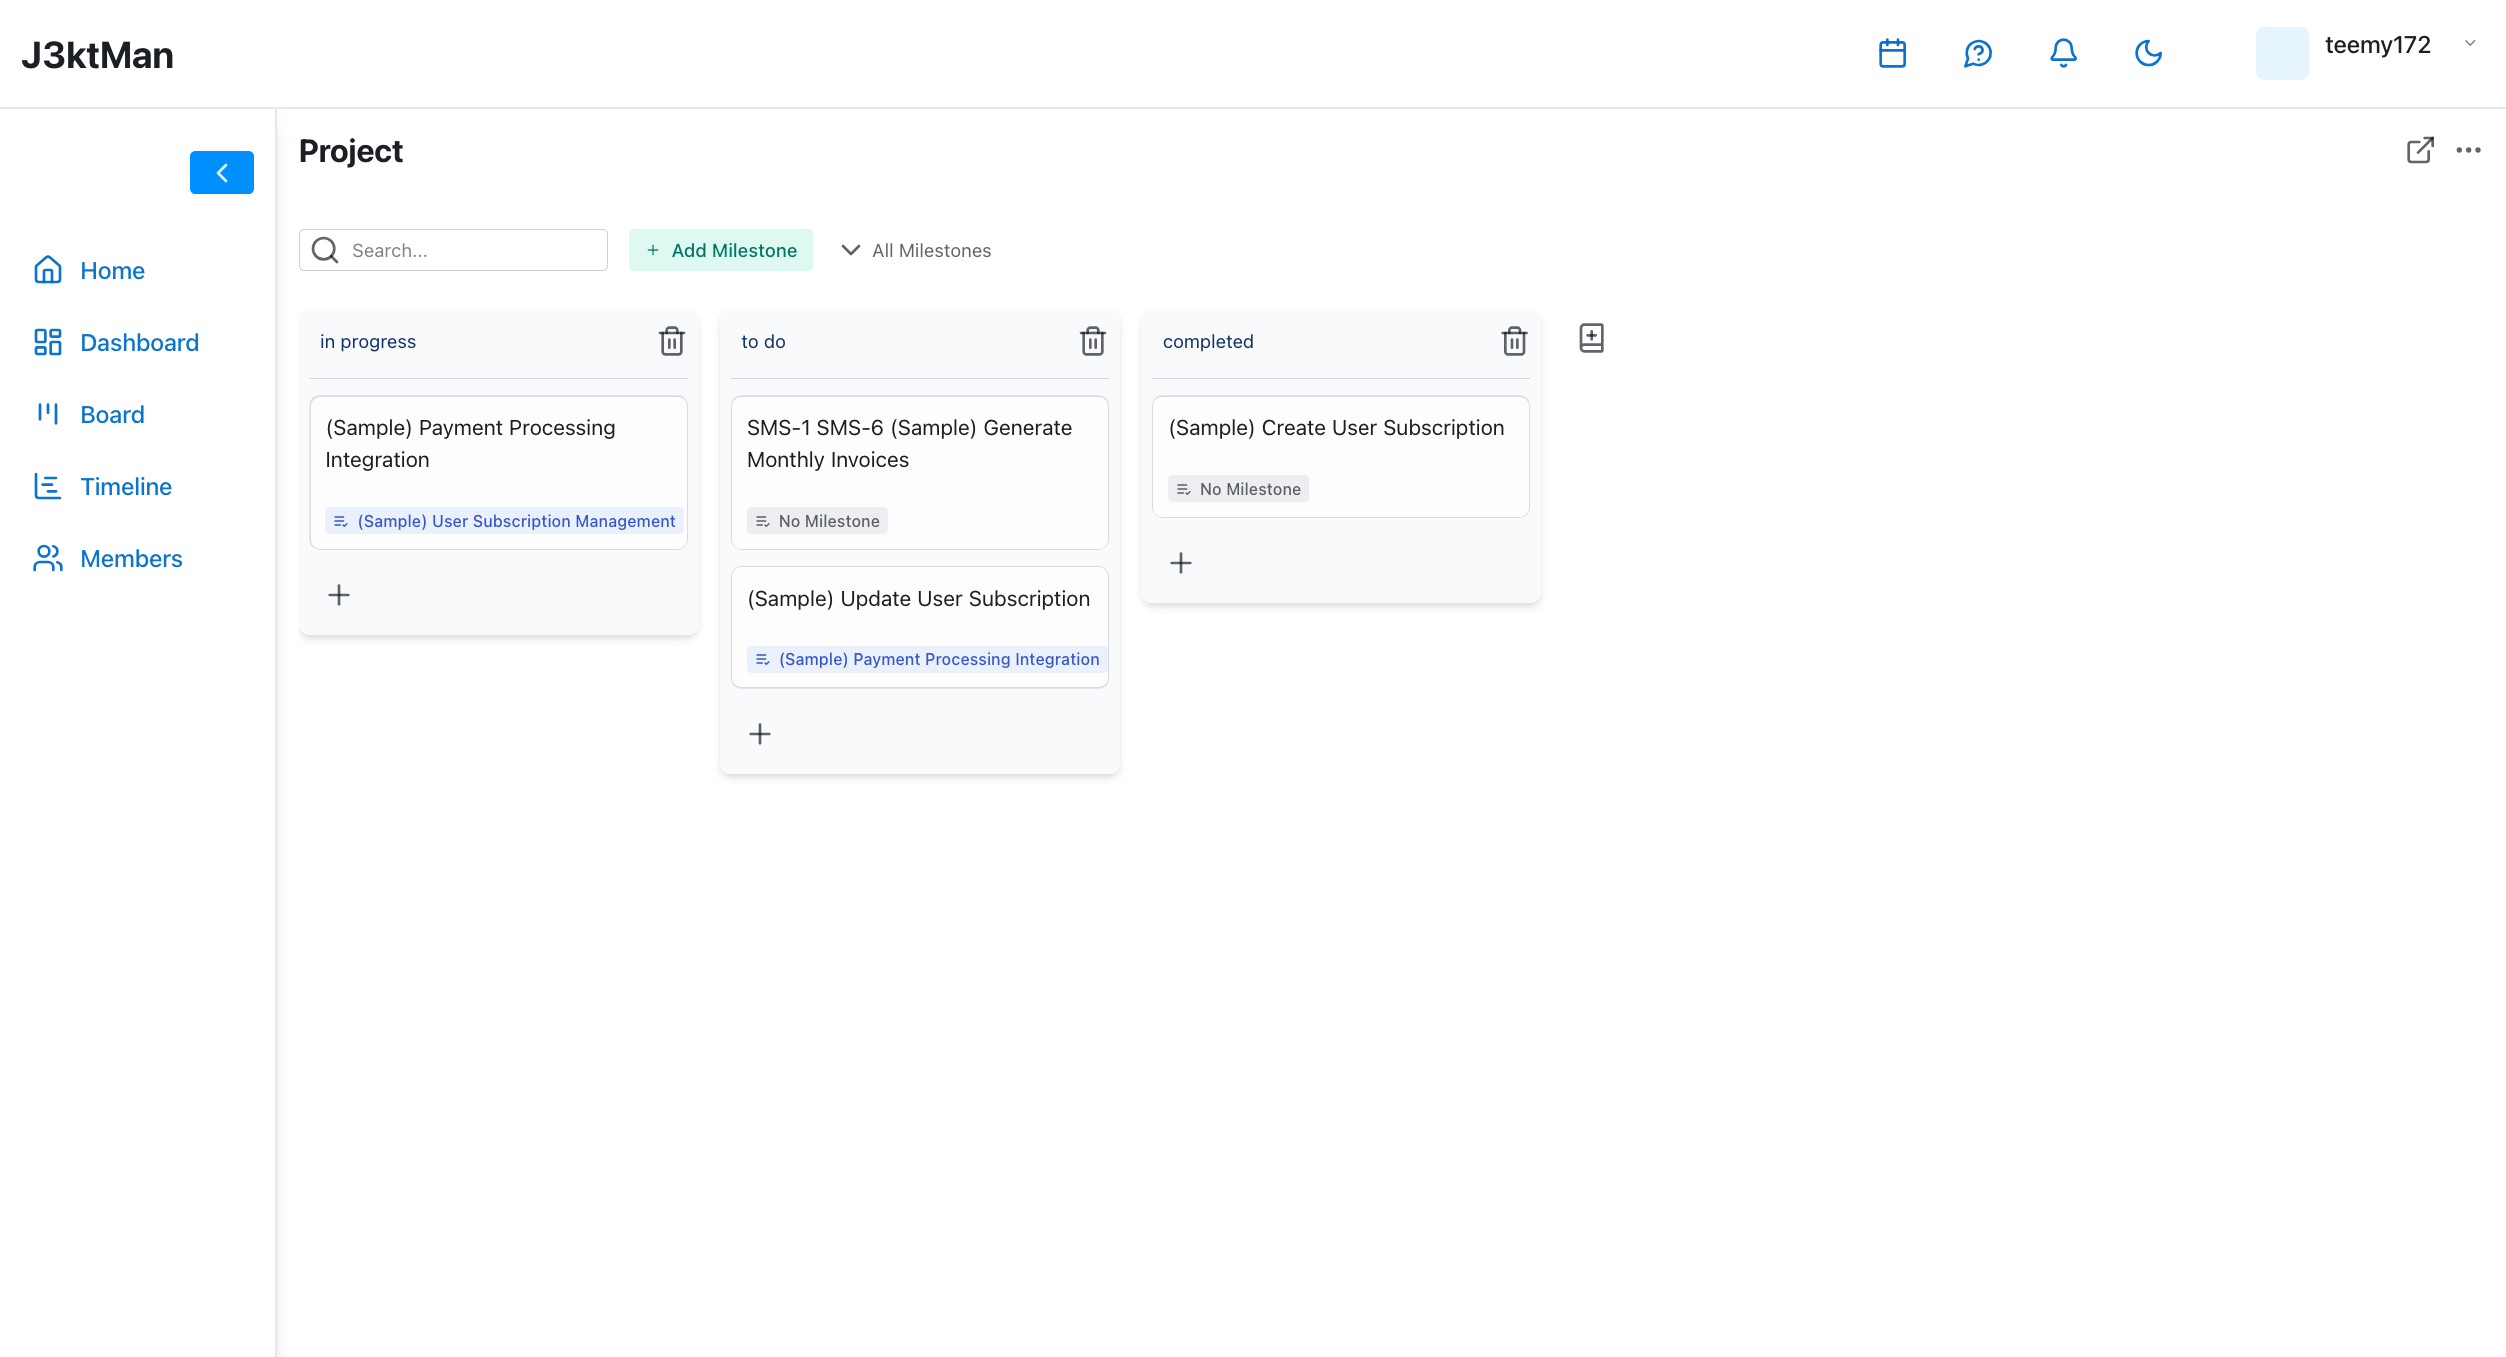 J3ktMan
teemy172
Home
Dashboard
Board
Timeline
Members
Project
Search...
+ Add Milestone
All Milestones
in progress
(Sample) Payment Processing
Integration
(Sample) User Subscription Management
to do
SMS-1 SMS-6 (Sample) Generate
Monthly Invoices
No Milestone
(Sample) Update User Subscription
(Sample) Payment Processing Integration
completed
(Sample) Create User Subscription
No Milestone